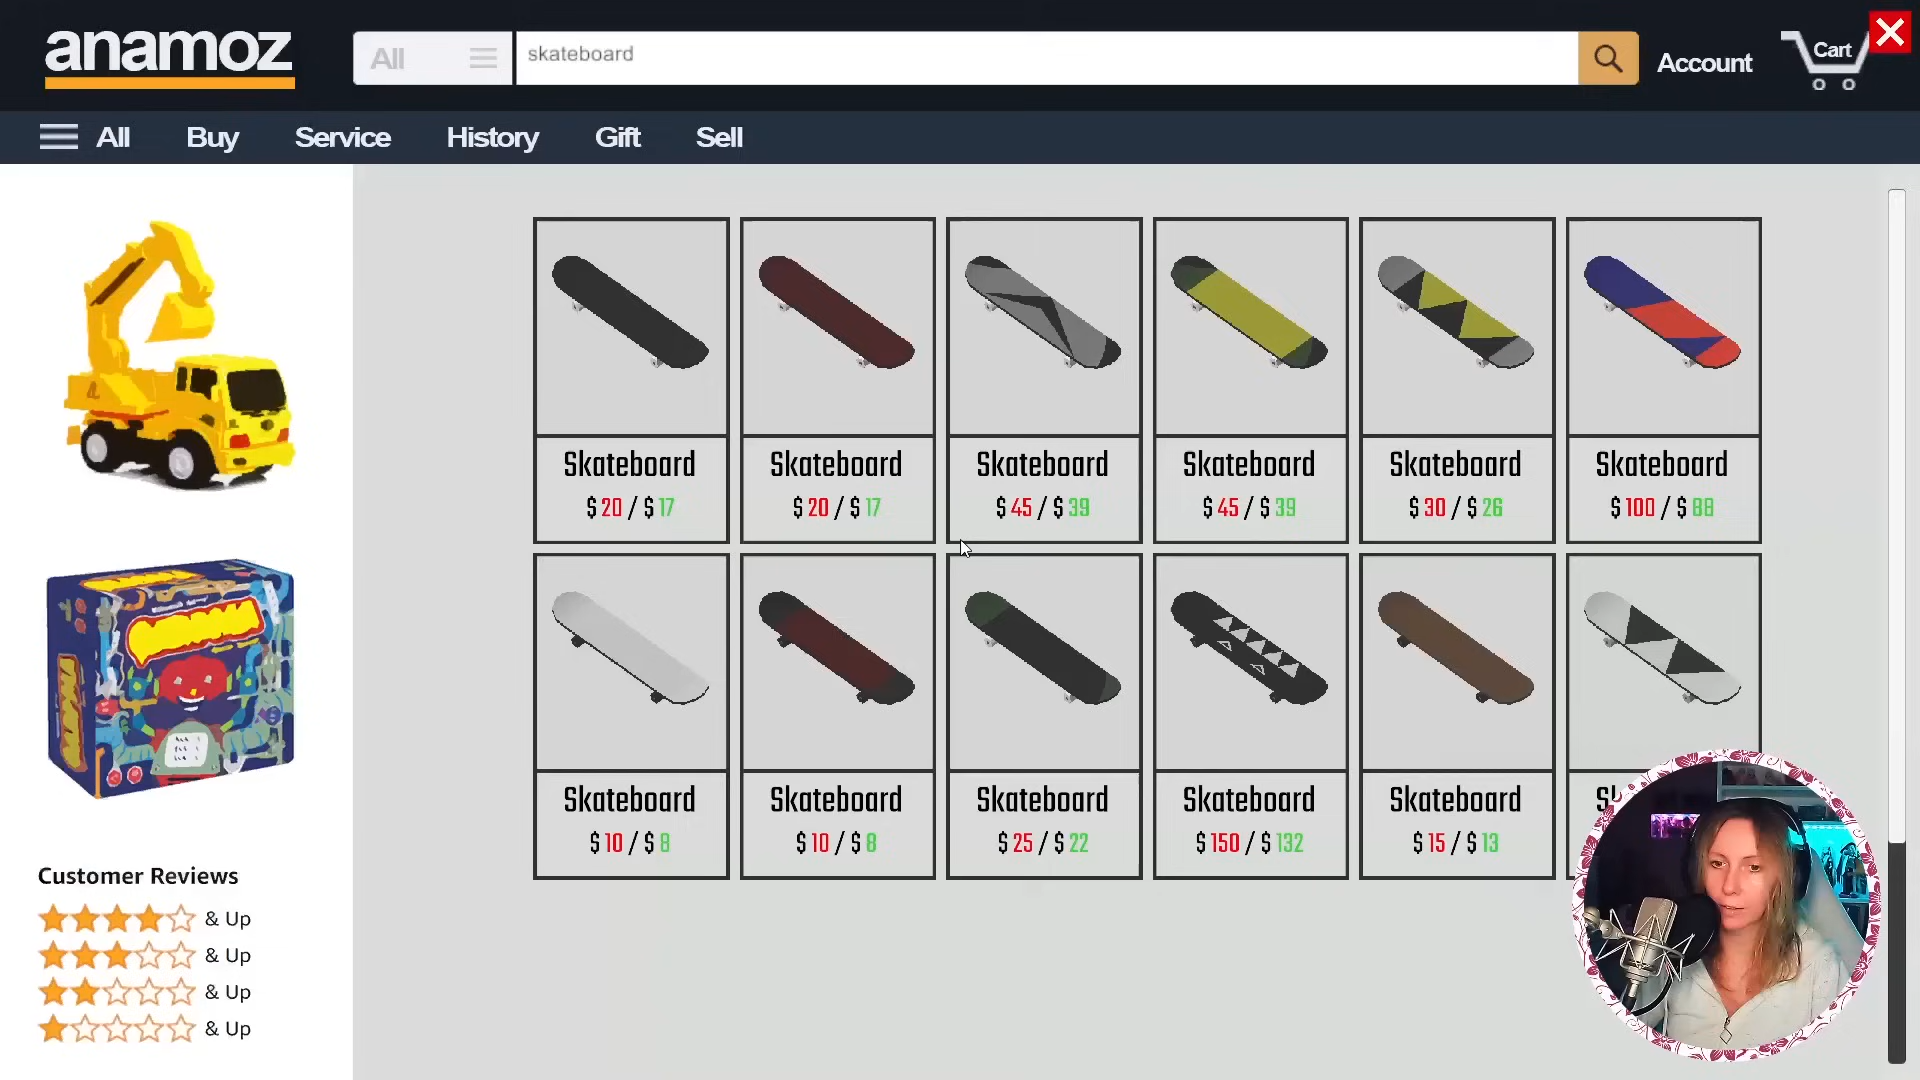 anamoz
All
skateboard
Account
Cart
All
Buy
Service
History
Gift
Sell
Skateboard
$ 20 / $ 17
Skateboard
$ 20 / $ 17
Skateboard
$ 45 / $ 39
Skateboard
$ 45 / $ 39
Skateboard
$ 30 / $ 26
Skateboard
$ 100 / $ 88
Skateboard
$ 10 / $ 8
Skateboard
$ 10 / $ 8
Skateboard
$ 25 / $ 22
Skateboard
$ 150 / $ 132
Skateboard
$ 15 / $ 13
Customer Reviews
& Up
& Up
& Up
& Up